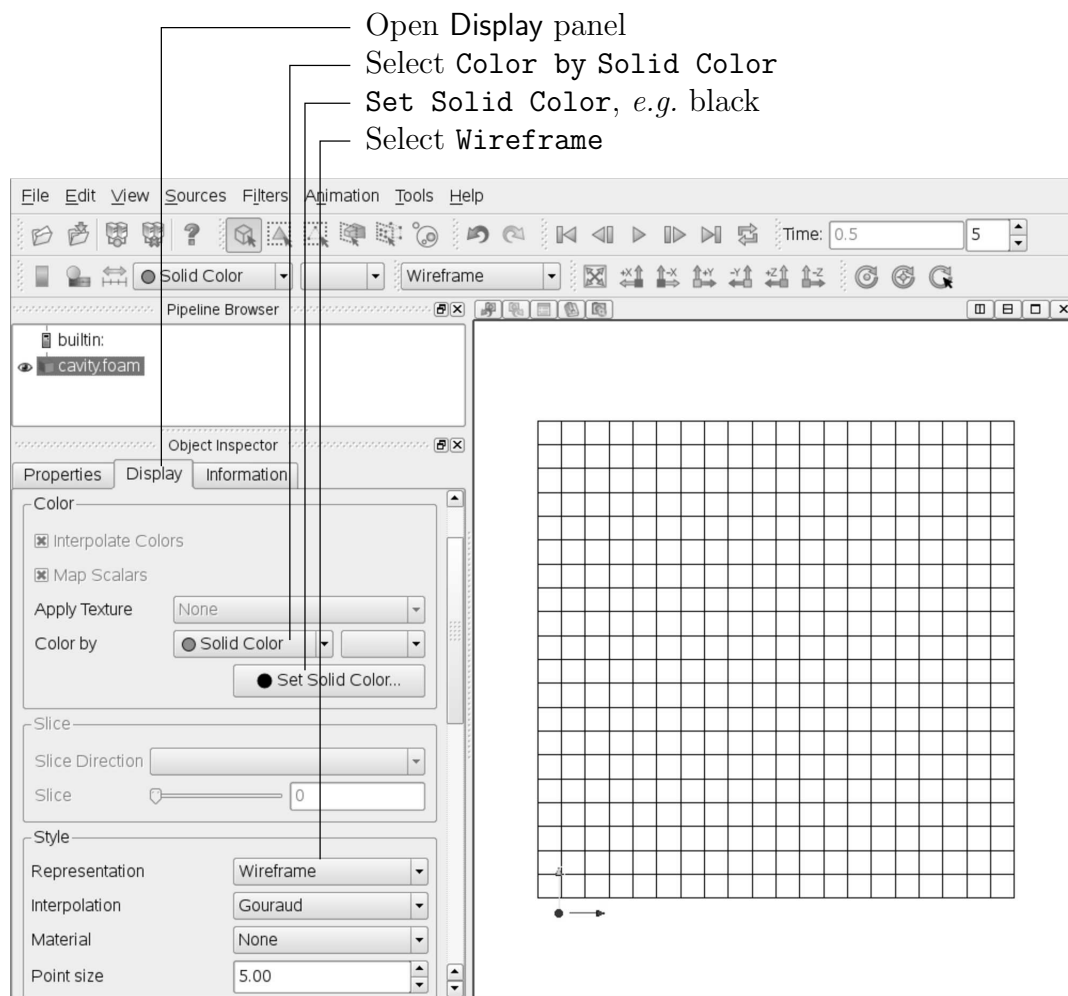 Open Display panel
Select Color by Solid Color
Set Solid Color, e.g. black
Select Wireframe
File Edit View Sources Filters Animation Tools Help
? Time: 0.5 5
Solid Color Wireframe +X -X +Y -Y +Z -Z
Pipeline Browser
builtin:
cavity.foam
Object Inspector
Properties Display Information
Color
Interpolate Colors
Map Scalars
Apply Texture None
Color by Solid Color
Set Solid Color...
Slice
Slice Direction
Slice 0
Style
Representation Wireframe
Interpolation Gouraud
Material None
Point size 5.00